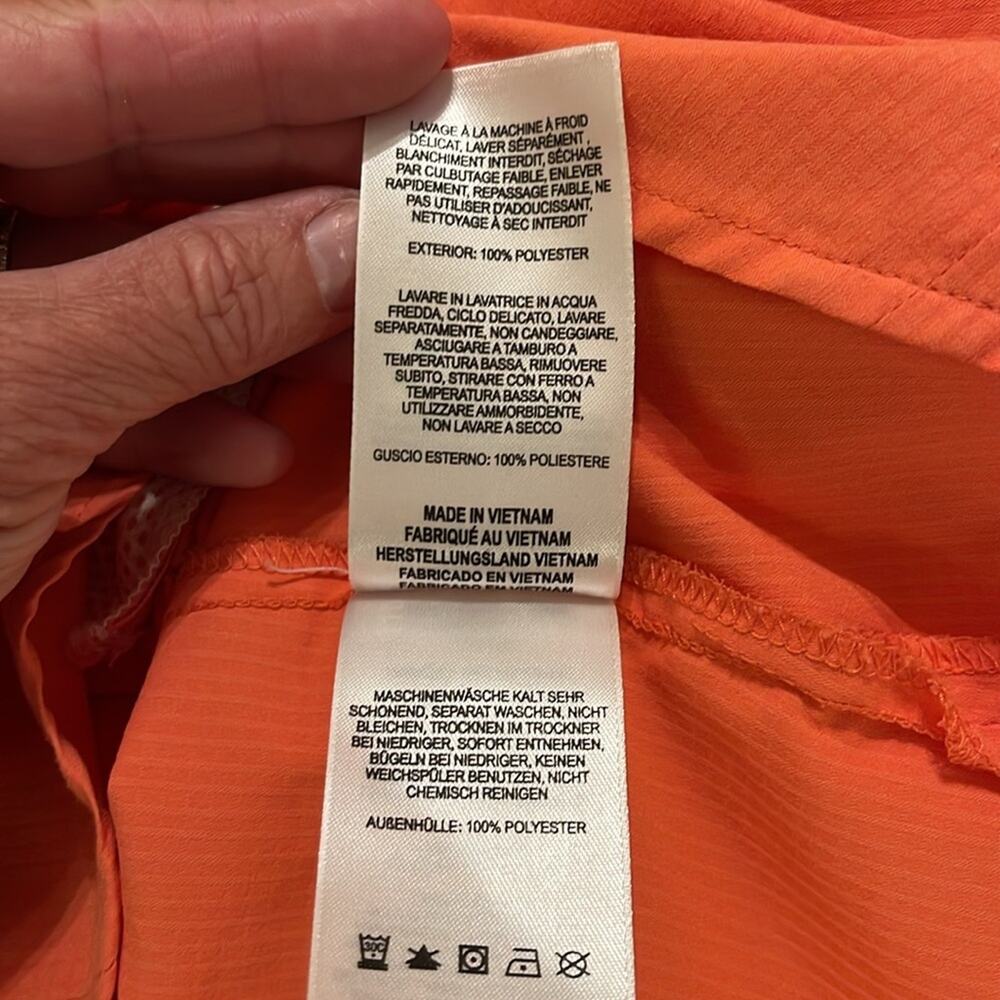 LAVAGE À LA MACHINE À FROID
DÉLICAT, LAVER SÉPARÉMENT,
BLANCHIMENT INTERDIT, SÉCHAGE
PAR CULBUTAGE FAIBLE, ENLEVER
RAPIDEMENT, REPASSAGE FAIBLE, NE
PAS UTILISER D'ADOUCISSANT,
NETTOYAGE À SEC INTERDIT
EXTERIOR: 100% POLYESTER
LAVARE IN LAVATRICE IN ACQUA
FREDDA, CICLO DELICATO, LAVARE
SEPARATAMENTE, NON CANDEGGIARE,
ASCIUGARE A TAMBURO A
TEMPERATURA BASSA, RIMUOVERE
SUBITO, STIRARE CON FERRO A
TEMPERATURA BASSA, NON
UTILIZZARE AMMORBIDENTE,
NON LAVARE A SECCO
GUSCIO ESTERNO: 100% POLIESTERE
MADE IN VIETNAM
FABRIQUÉ AU VIETNAM
HERSTELLUNGSLAND VIETNAM
FABRICADO EN VIETNAM
FABRICADO EM VIETNAM
MASCHINENWÄSCHE KALT SEHR
SCHONEND, SEPARAT WASCHEN, NICHT
BLEICHEN, TROCKNEN IM TROCKNER
BEI NIEDRIGER, SOFORT ENTNEHMEN,
BÜGELN BEI NIEDRIGER, KEINEN
WEICHSPÜLER BENUTZEN, NICHT
CHEMISCH REINIGEN
AUßENHÜLLE: 100% POLYESTER
30C